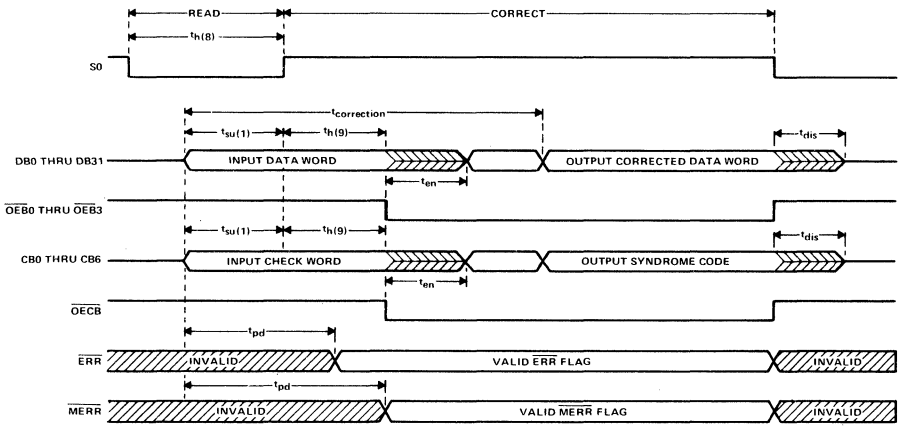 READ
CORRECT
th(8)
S0
tcorrection
tsu(1)
th(9)
tdis
DB0 THRU DB31
INPUT DATA WORD
OUTPUT CORRECTED DATA WORD
ten
OEB0 THRU OEB3
tsu(1)
th(9)
tdis
CB0 THRU CB6
INPUT CHECK WORD
OUTPUT SYNDROME CODE
ten
OECB
tpd
ERR
INVALID
VALID ERR FLAG
INVALID
tpd
MERR
INVALID
VALID MERR FLAG
INVALID